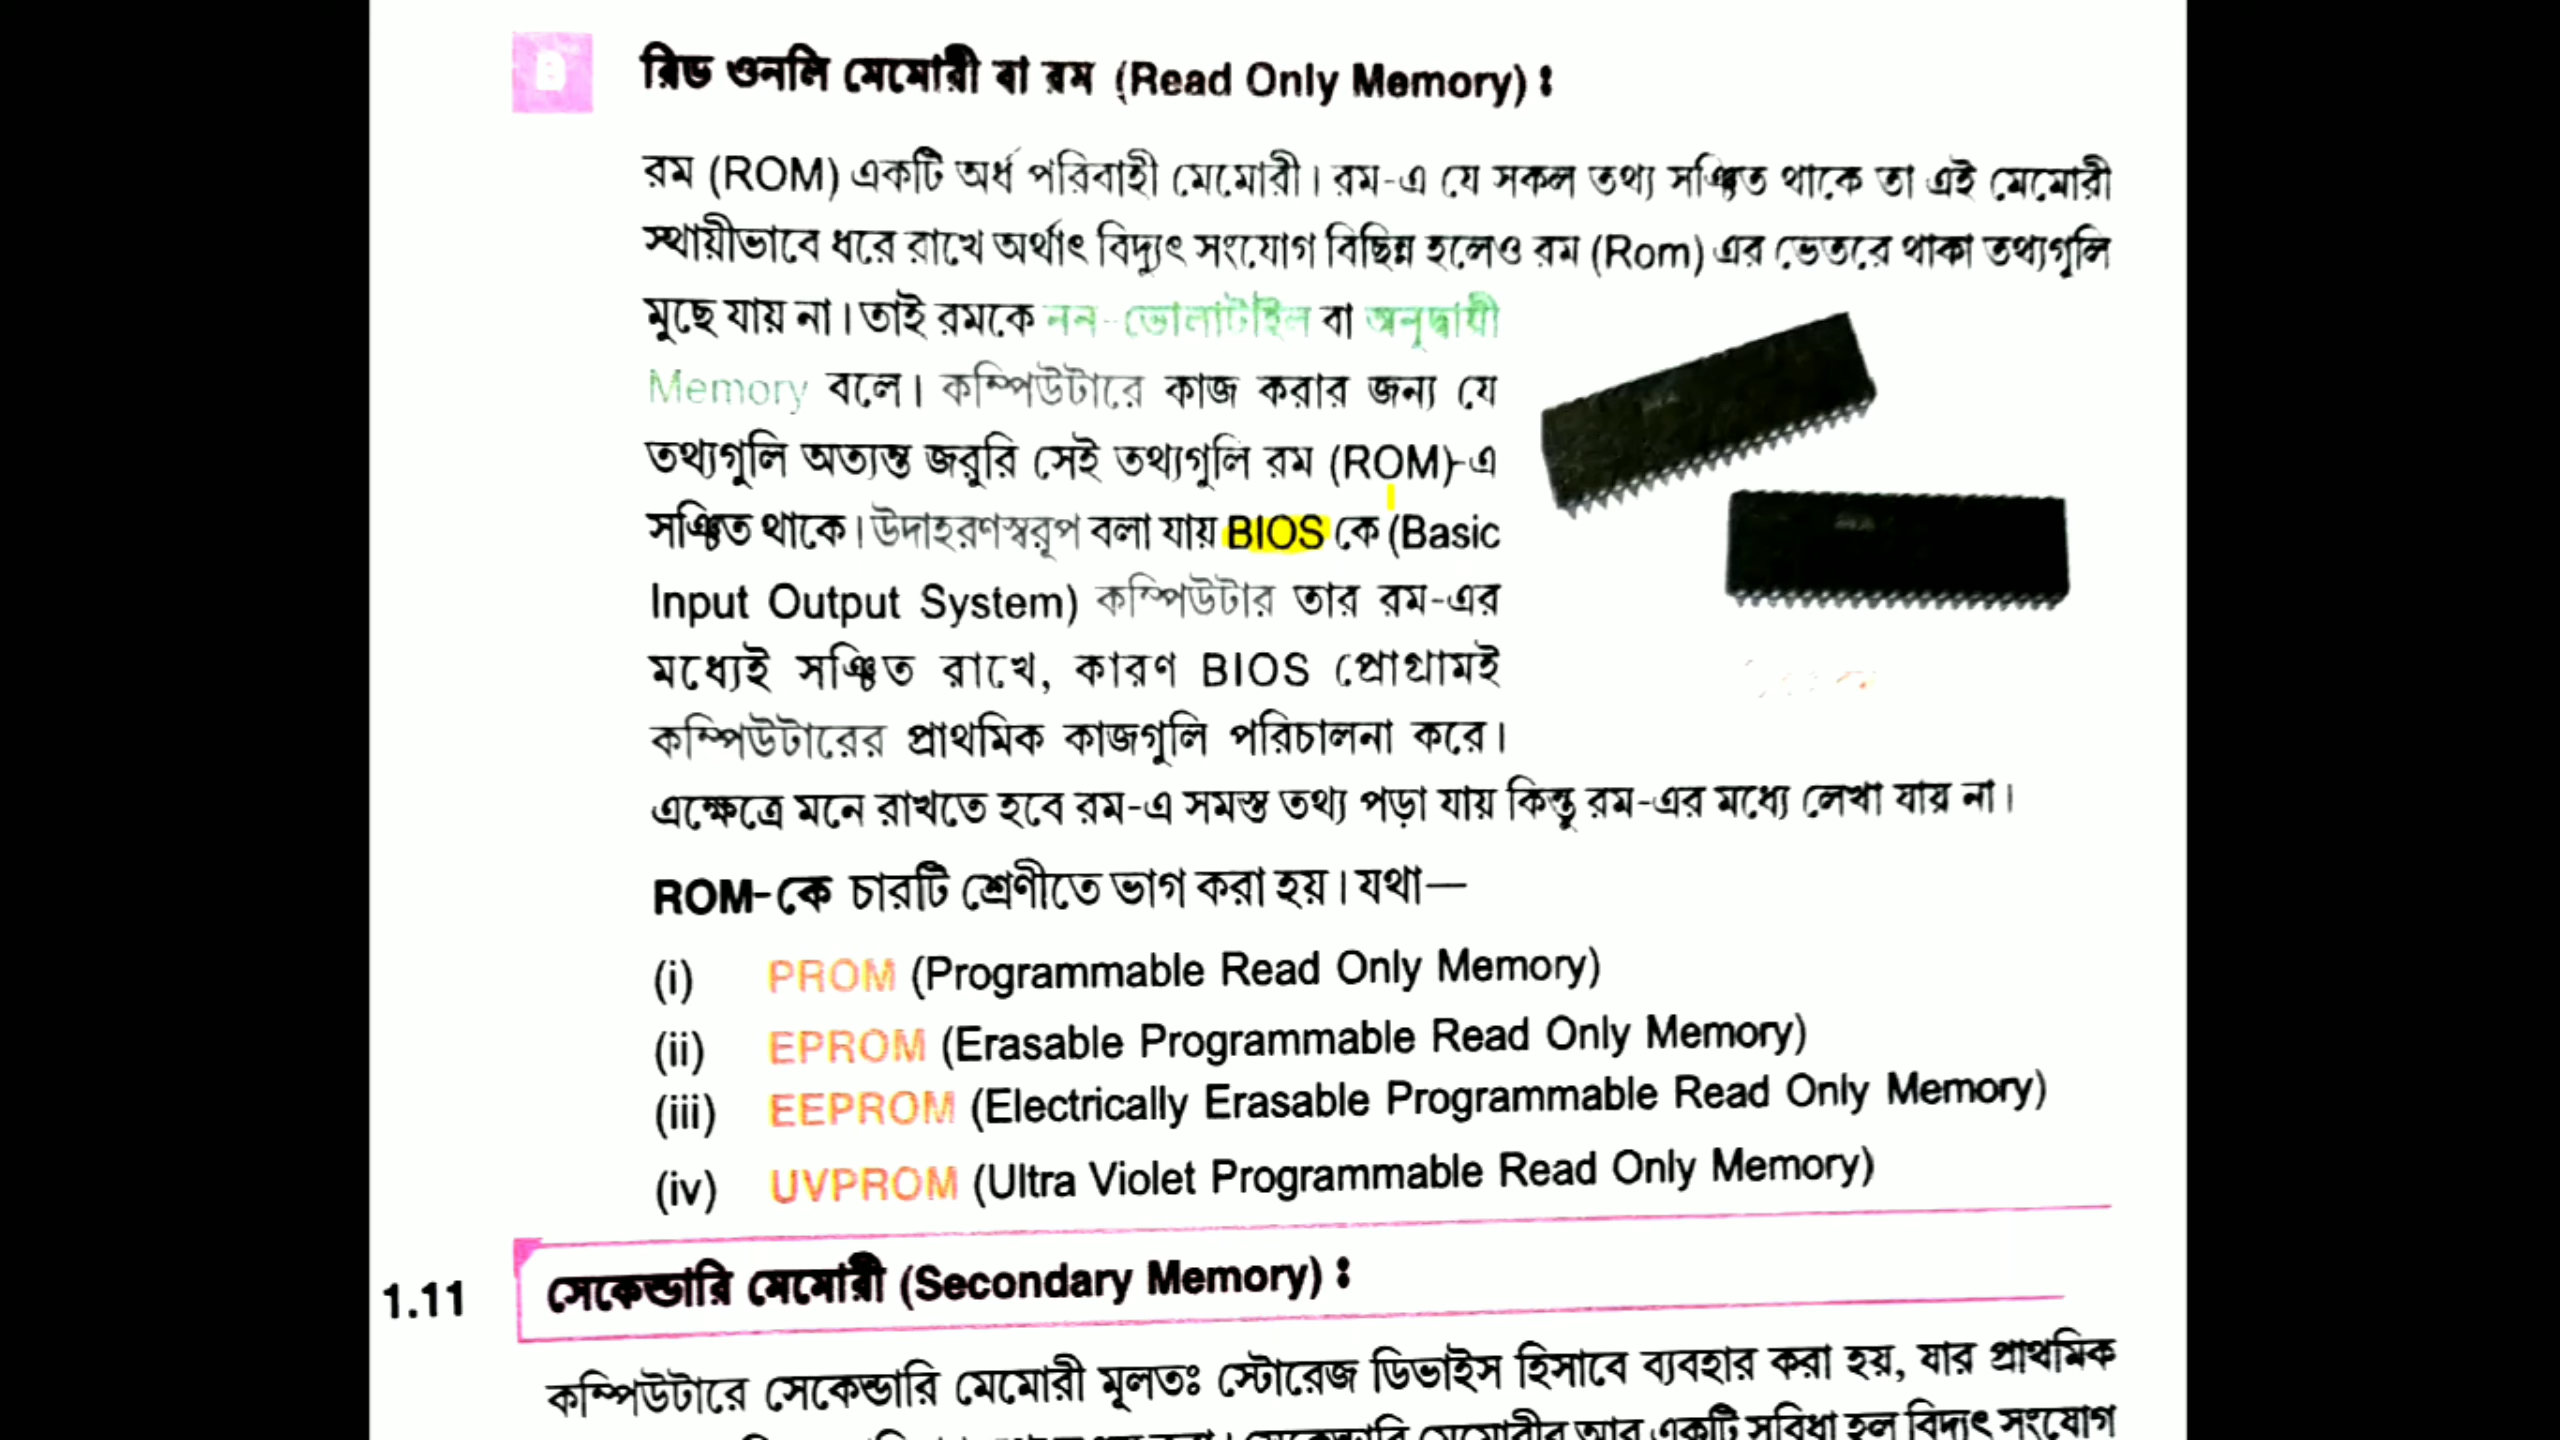 B
রিড ওনলি মেমোরী বা রম (Read Only Memory) :
রম (ROM) একটি অর্ধ পরিবাহী মেমোরী। রম-এ যে সকল তথ্য সঞ্চিত থাকে তা এই মেমোরী
স্থায়ীভাবে ধরে রাখে অর্থাৎ বিদ্যুৎ সংযোগ বিছিন্ন হলেও রম (Rom) এর ভেতরে থাকা তথ্যগুলি
মুছে যায় না। তাই রমকে নন-ভোলাটাইল বা অনুদ্বায়ী
Memory বলে। কম্পিউটারে কাজ করার জন্য যে
তথ্যগুলি অত্যন্ত জরুরি সেই তথ্যগুলি রম (ROM)-এ
সঞ্চিত থাকে। উদাহরণস্বরূপ বলা যায় BIOS কে (Basic
Input Output System) কম্পিউটার তার রম-এর
মধ্যেই সঞ্চিত রাখে, কারণ BIOS প্রোগ্রামই
কম্পিউটারের প্রাথমিক কাজগুলি পরিচালনা করে।
এক্ষেত্রে মনে রাখতে হবে রম-এ সমস্ত তথ্য পড়া যায় কিন্তু রম-এর মধ্যে লেখা যায় না।
ROM-কে চারটি শ্রেণীতে ভাগ করা হয়। যথা—
(i) PROM (Programmable Read Only Memory)
(ii) EPROM (Erasable Programmable Read Only Memory)
(iii) EEPROM (Electrically Erasable Programmable Read Only Memory)
(iv) UVPROM (Ultra Violet Programmable Read Only Memory)
1.11 সেকেন্ডারি মেমোরী (Secondary Memory) :
কম্পিউটারে সেকেন্ডারি মেমোরী মূলতঃ স্টোরেজ ডিভাইস হিসাবে ব্যবহার করা হয়, যার প্রাথমিক
সেকেন্ডারি মেমোরীর আর একটি সুবিধা হল বিদ্যুৎ সংযোগ